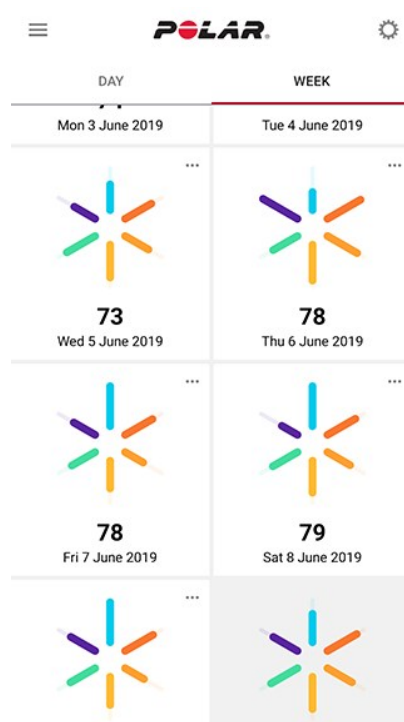 POLAR.
DAY WEEK
Mon 3 June 2019 Tue 4 June 2019
73 78
Wed 5 June 2019 Thu 6 June 2019
78 79
Fri 7 June 2019 Sat 8 June 2019